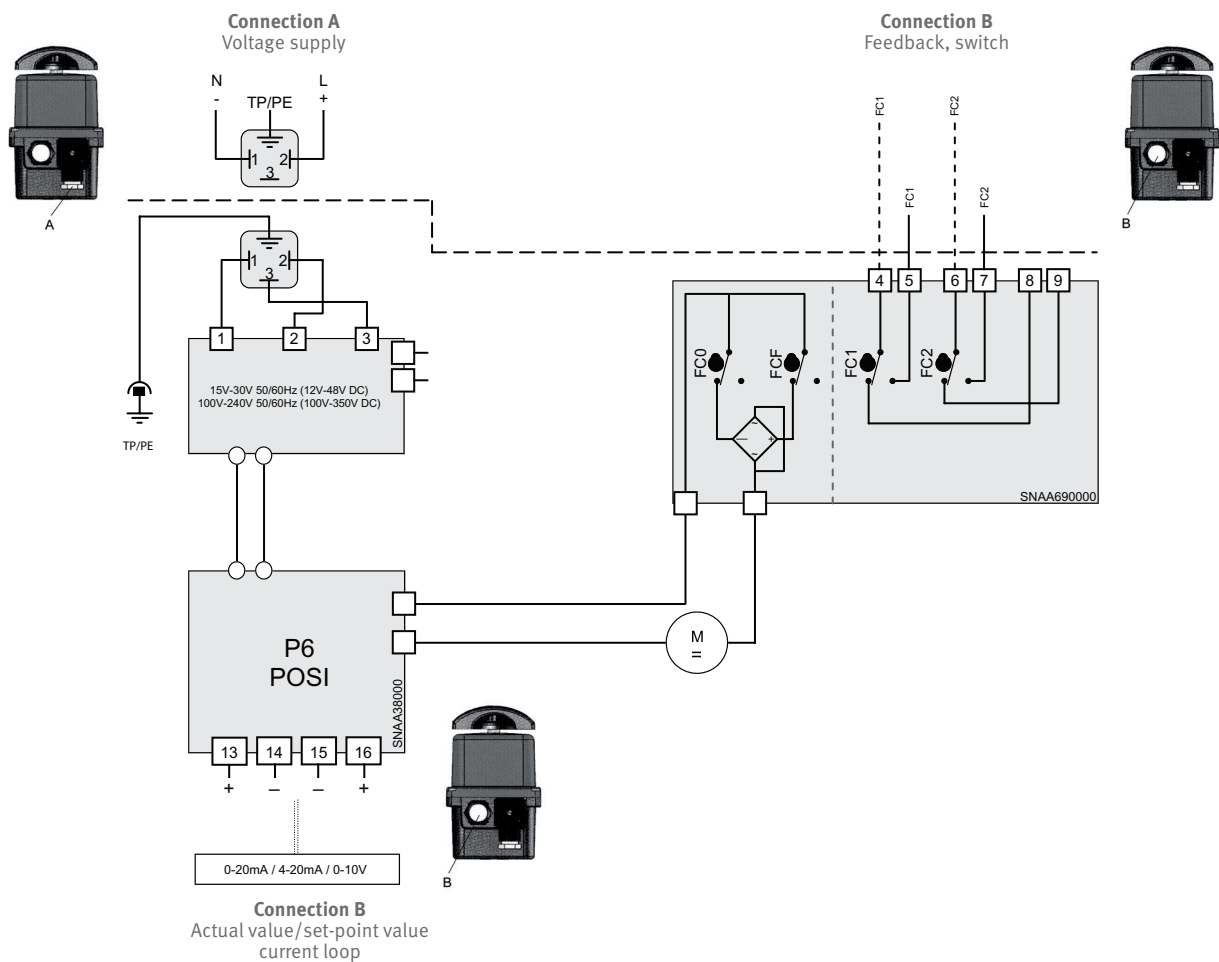 Connection A
Voltage supply
Connection B
Feedback, switch
N
-
L
+
TP/PE
1 2
3
A
FC1
FC2
FC1
FC2
B
1 2
3
4 5 6 7 8 9
1 2 3
15V-30V 50/60Hz (12V-48V DC)
100V-240V 50/60Hz (100V-350V DC)
TP/PE
FC0
FCF
FC1
FC2
~
– +
~
SNAA690000
P6
POSI
SNAA38000
M
=
13 14 15 16
+ – – +
0-20mA / 4-20mA / 0-10V
B
Connection B
Actual value/set-point value
current loop